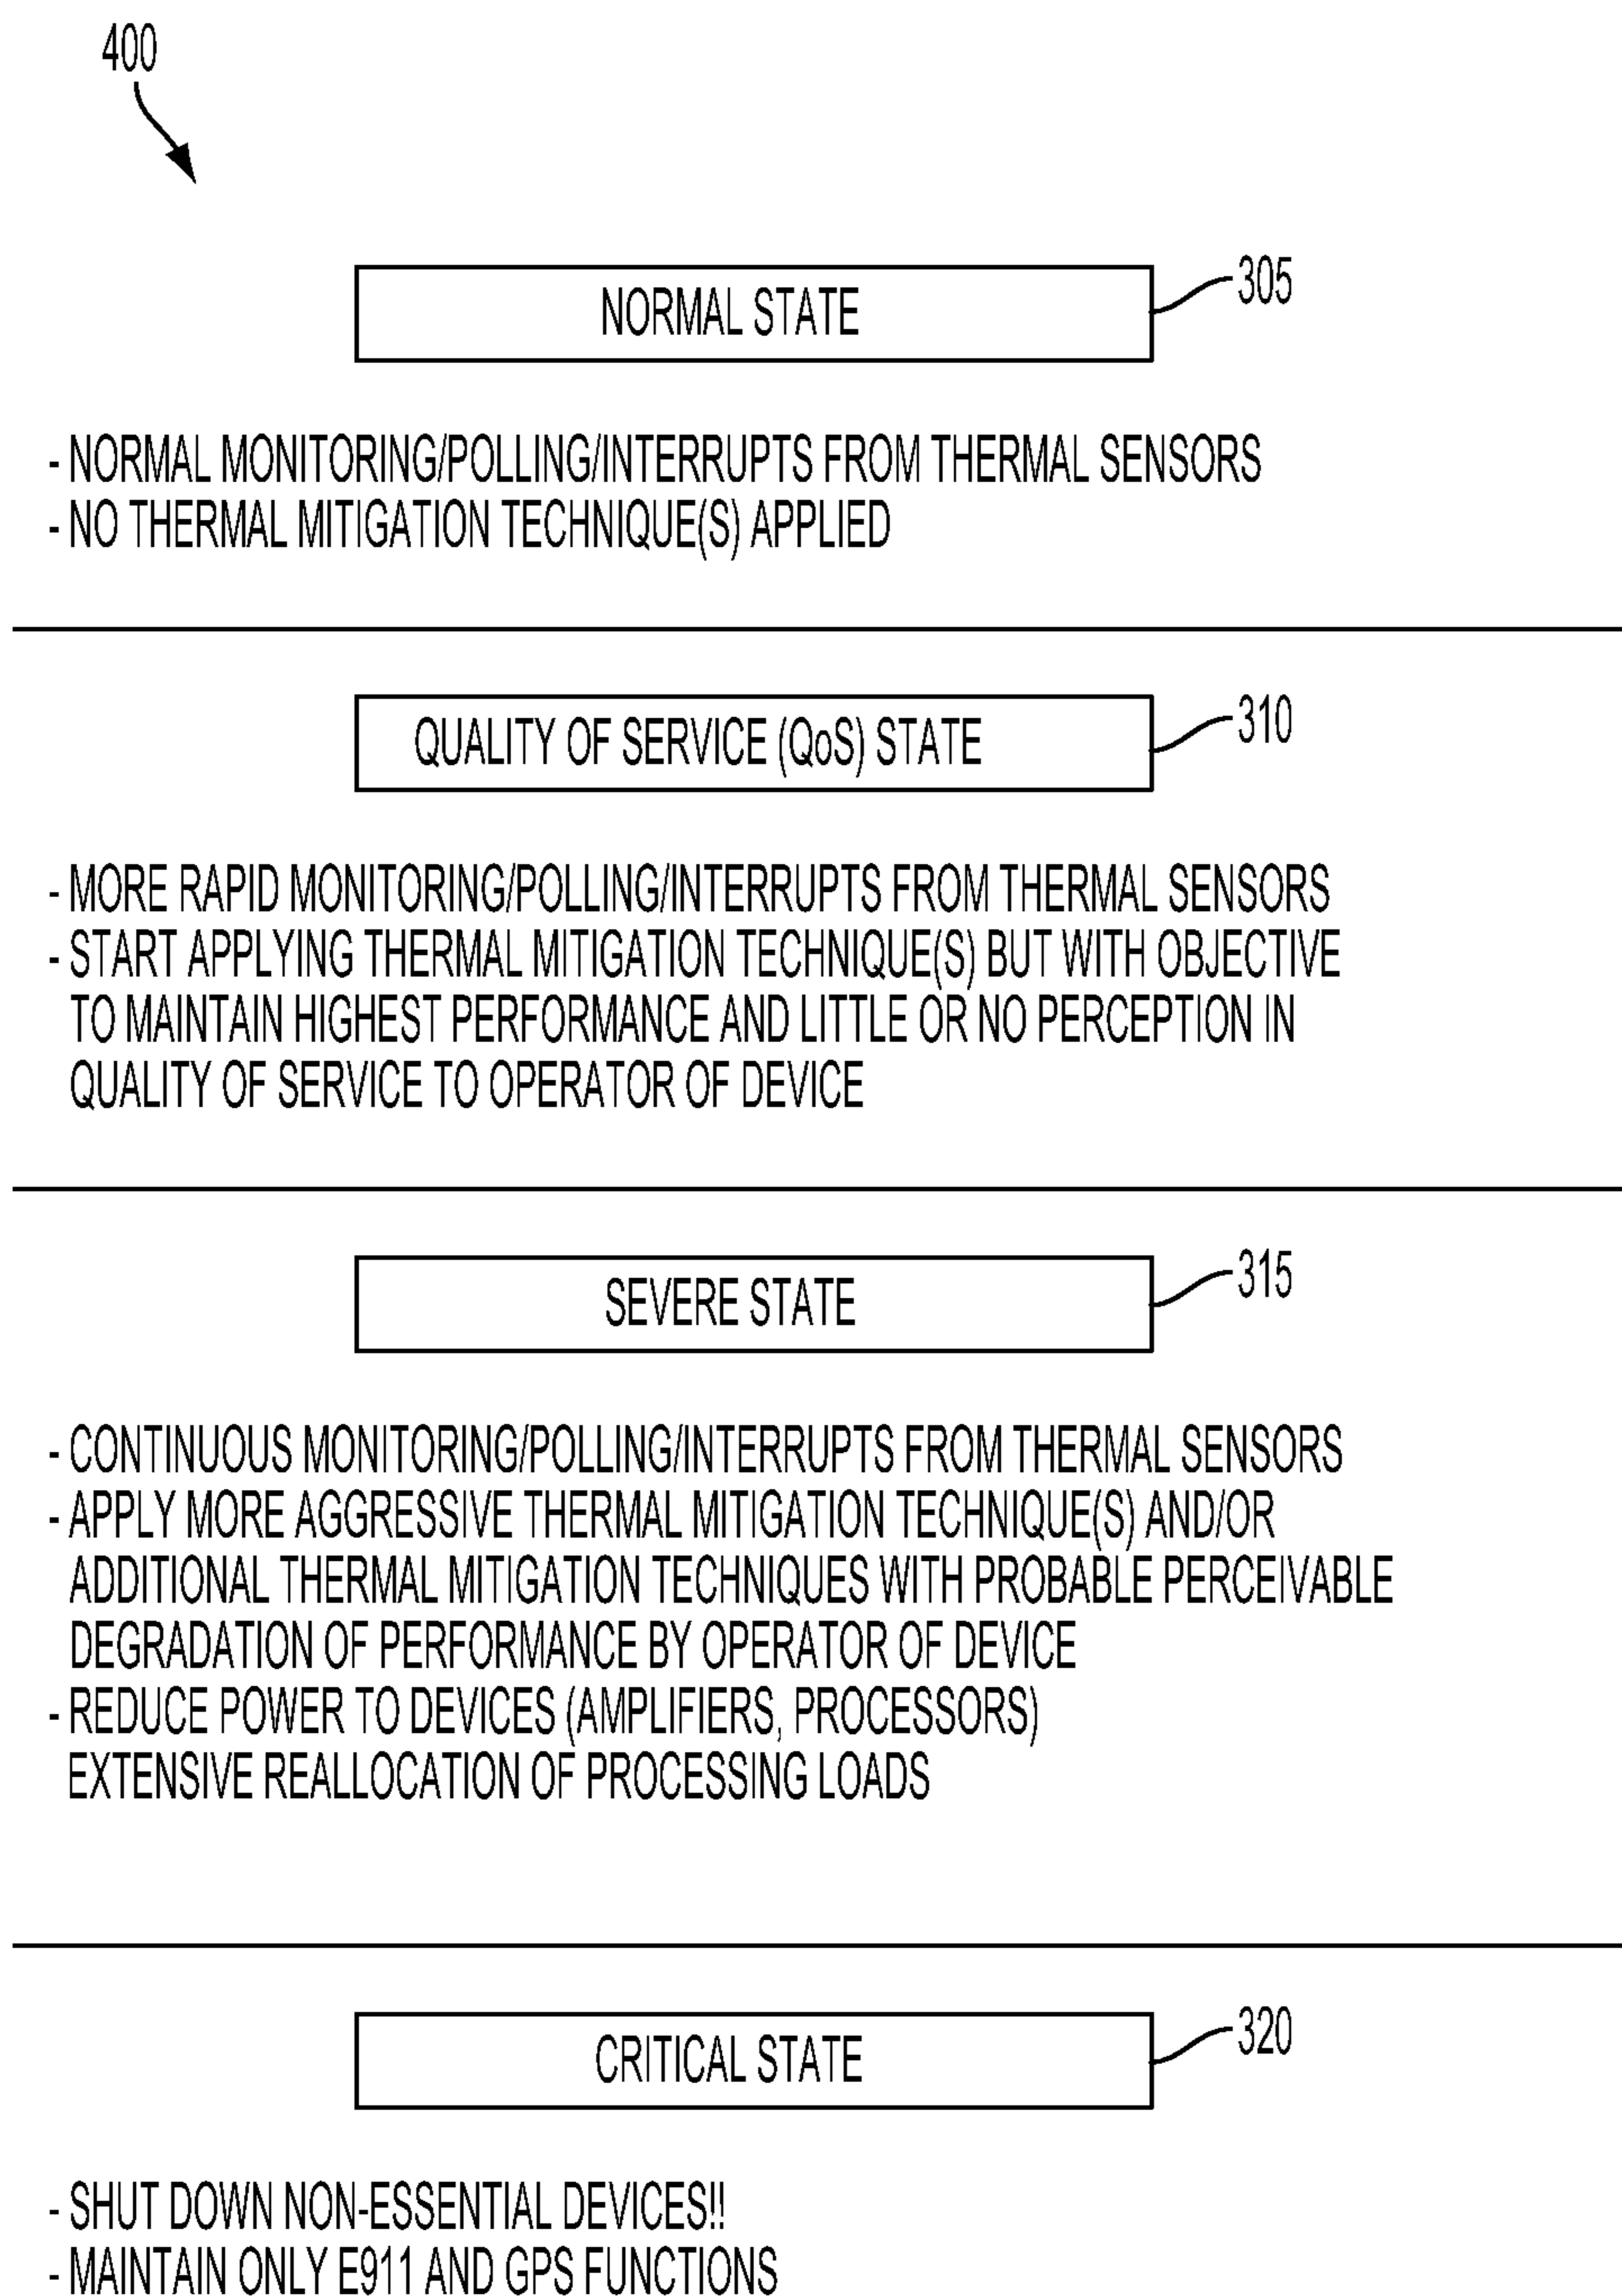 400
NORMAL STATE
305
- NORMAL MONITORING/POLLING/INTERRUPTS FROM THERMAL SENSORS
- NO THERMAL MITIGATION TECHNIQUE(S) APPLIED
QUALITY OF SERVICE (QoS) STATE
310
- MORE RAPID MONITORING/POLLING/INTERRUPTS FROM THERMAL SENSORS
- START APPLYING THERMAL MITIGATION TECHNIQUE(S) BUT WITH OBJECTIVE
TO MAINTAIN HIGHEST PERFORMANCE AND LITTLE OR NO PERCEPTION IN
QUALITY OF SERVICE TO OPERATOR OF DEVICE
SEVERE STATE
315
- CONTINUOUS MONITORING/POLLING/INTERRUPTS FROM THERMAL SENSORS
- APPLY MORE AGGRESSIVE THERMAL MITIGATION TECHNIQUE(S) AND/OR
ADDITIONAL THERMAL MITIGATION TECHNIQUES WITH PROBABLE PERCEIVABLE
DEGRADATION OF PERFORMANCE BY OPERATOR OF DEVICE
- REDUCE POWER TO DEVICES (AMPLIFIERS, PROCESSORS)
EXTENSIVE REALLOCATION OF PROCESSING LOADS
CRITICAL STATE
320
- SHUT DOWN NON-ESSENTIAL DEVICES!!
- MAINTAIN ONLY E911 AND GPS FUNCTIONS